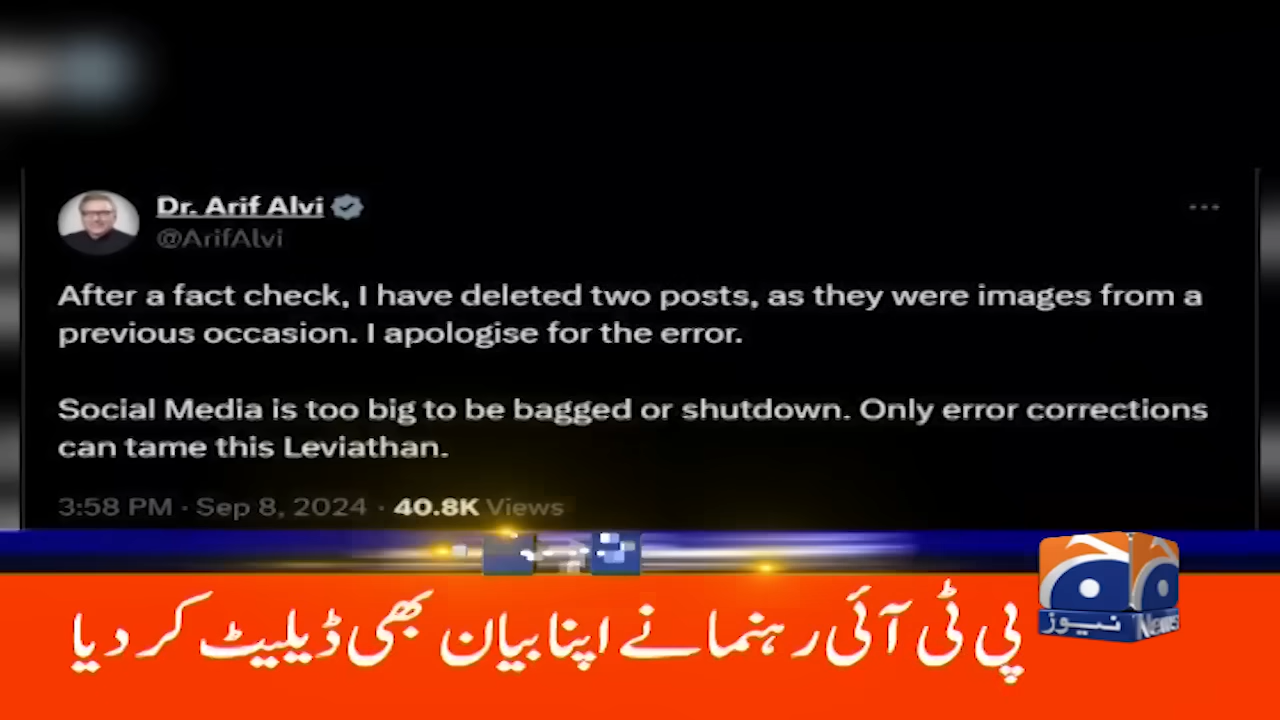 Dr. Arif Alvi
@ArifAlvi
After a fact check, I have deleted two posts, as they were images from a
previous occasion. I apologise for the error.
Social Media is too big to be bagged or shutdown. Only error corrections
can tame this Leviathan.
3:58 PM · Sep 8, 2024 · 40.8K Views
پی ٹی آئی رہنما نے اپنا بیان بھی ڈیلیٹ کر دیا
نیوز News